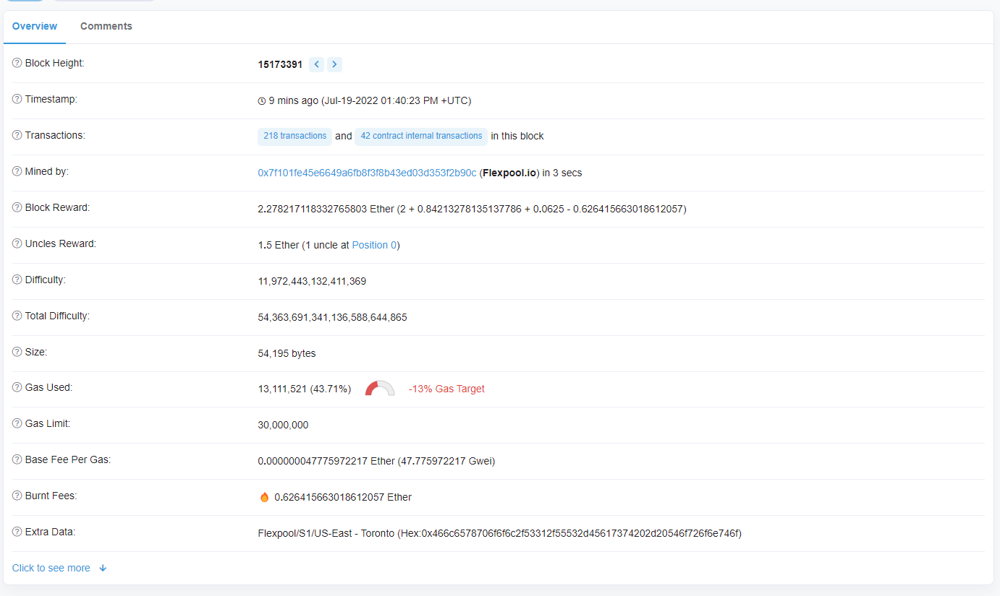 Overview Comments
Block Height: 15173391
Timestamp: 9 mins ago (Jul-19-2022 01:40:23 PM +UTC)
Transactions: 218 transactions and 42 contract internal transactions in this block
Mined by: 0x7f101fe45e6649a6fb8f3f8b43ed03d353f2b90c (Flexpool.io) in 3 secs
Block Reward: 2.278217118332765803 Ether (2 + 0.84213278135137786 + 0.0625 - 0.626415663018612057)
Uncles Reward: 1.5 Ether (1 uncle at Position 0)
Difficulty: 11,972,443,132,411,369
Total Difficulty: 54,363,691,341,136,588,644,865
Size: 54,195 bytes
Gas Used: 13,111,521 (43.71%) -13% Gas Target
Gas Limit: 30,000,000
Base Fee Per Gas: 0.000000047775972217 Ether (47.775972217 Gwei)
Burnt Fees: 0.626415663018612057 Ether
Extra Data: Flexpool/S1/US-East - Toronto (Hex:0x466c6578706f6f6c2f53312f55532d45617374202d20546f726f6e746f)
Click to see more